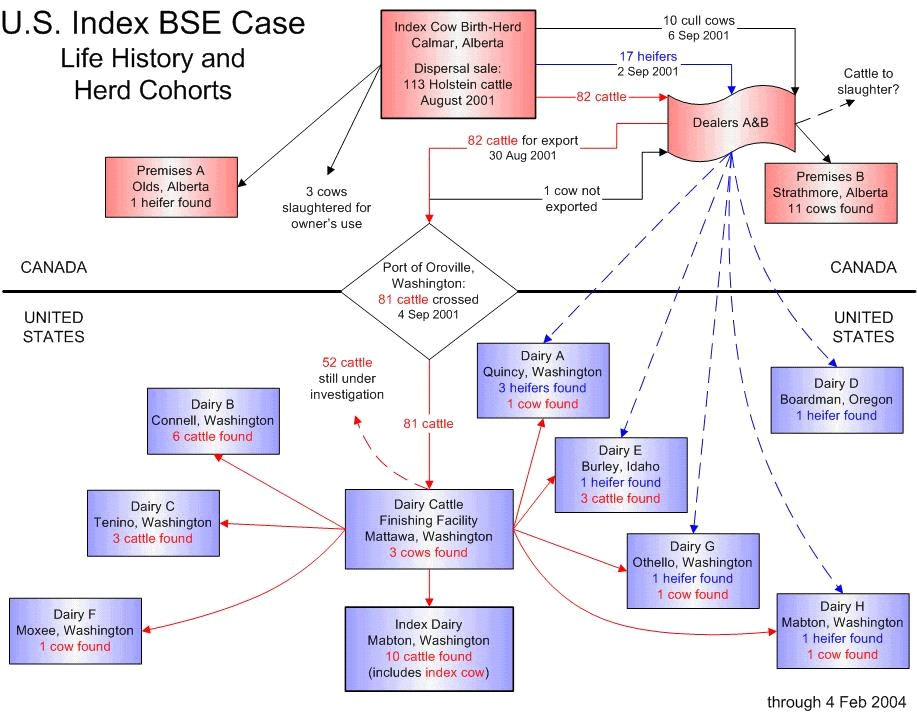 U.S. Index BSE Case
Life History and
Herd Cohorts
Index Cow Birth-Herd
Calmar, Alberta
Dispersal sale:
113 Holstein cattle
August 2001
10 cull cows
6 Sep 2001
17 heifers
2 Sep 2001
82 cattle
Cattle to
slaughter?
Dealers A&B
82 cattle for export
30 Aug 2001
Premises A
Olds, Alberta
1 heifer found
3 cows
slaughtered for
owner's use
1 cow not
exported
Premises B
Strathmore, Alberta
11 cows found
CANADA
CANADA
Port of Oroville,
Washington:
81 cattle crossed
4 Sep 2001
UNITED
STATES
UNITED
STATES
52 cattle
still under
investigation
81 cattle
Dairy A
Quincy, Washington
3 heifers found
1 cow found
Dairy D
Boardman, Oregon
1 heifer found
Dairy B
Connell, Washington
6 cattle found
Dairy E
Burley, Idaho
1 heifer found
3 cattle found
Dairy C
Tenino, Washington
3 cattle found
Dairy Cattle
Finishing Facility
Mattawa, Washington
3 cows found
Dairy G
Othello, Washington
1 heifer found
1 cow found
Dairy F
Moxee, Washington
1 cow found
Index Dairy
Mabton, Washington
10 cattle found
(includes index cow)
Dairy H
Mabton, Washington
1 heifer found
1 cow found
through 4 Feb 2004